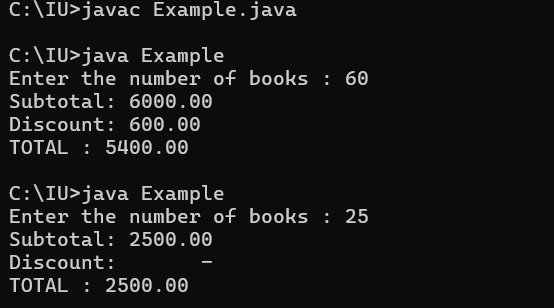 C:\IU>javac Example.java
C:\IU>java Example
Enter the number of books : 60
Subtotal: 6000.00
Discount: 600.00
TOTAL : 5400.00
C:\IU>java Example
Enter the number of books : 25
Subtotal: 2500.00
Discount:       -
TOTAL : 2500.00